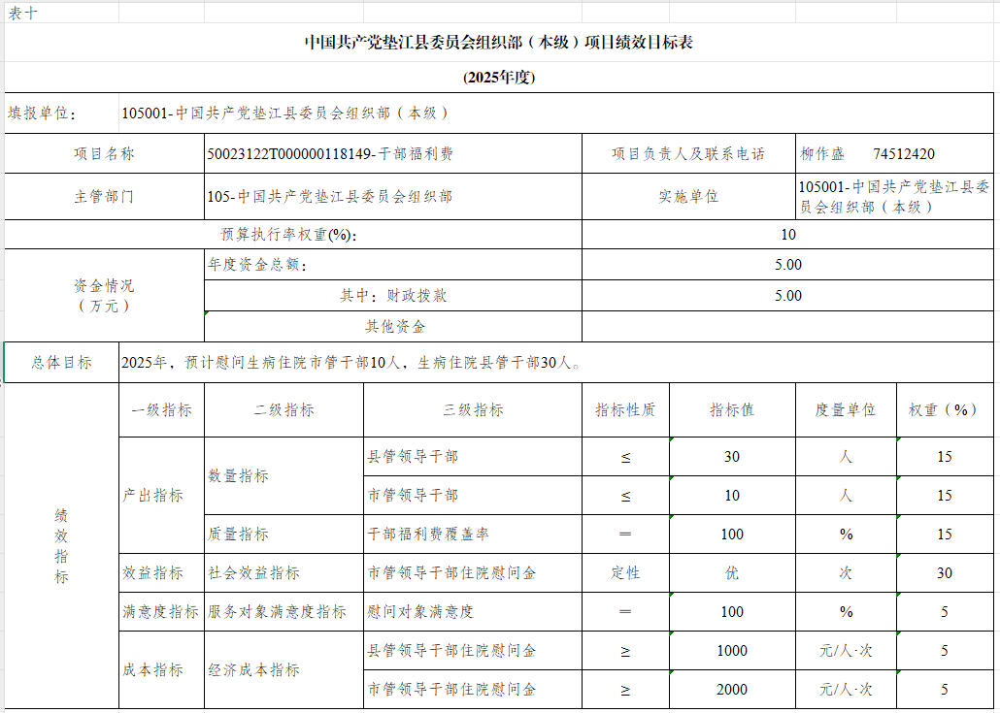 表十
中国共产党垫江县委员会组织部（本级）项目绩效目标表
(2025年度)
填报单位： 105001-中国共产党垫江县委员会组织部（本级）
项目名称 50023122T000000118149-干部福利费 项目负责人及联系电话 柳作盛 74512420
主管部门 105-中国共产党垫江县委员会组织部 实施单位 105001-中国共产党垫江县委
员会组织部（本级）
预算执行率权重(%)： 10
资金情况
（万元）
年度资金总额： 5.00
其中：财政拨款 5.00
其他资金
总体目标 2025年，预计慰问生病住院市管干部10人，生病住院县管干部30人。
绩
效
指
标
一级指标 二级指标 三级指标 指标性质 指标值 度量单位 权重（%）
产出指标 数量指标 县管领导干部 ≤ 30 人 15
市管领导干部 ≤ 10 人 15
质量指标 干部福利费覆盖率 ＝ 100 % 15
效益指标 社会效益指标 市管领导干部住院慰问金 定性 优 次 30
满意度指标 服务对象满意度指标 慰问对象满意度 ＝ 100 % 5
成本指标 经济成本指标 县管领导干部住院慰问金 ≥ 1000 元/人·次 5
市管领导干部住院慰问金 ≥ 2000 元/人·次 5